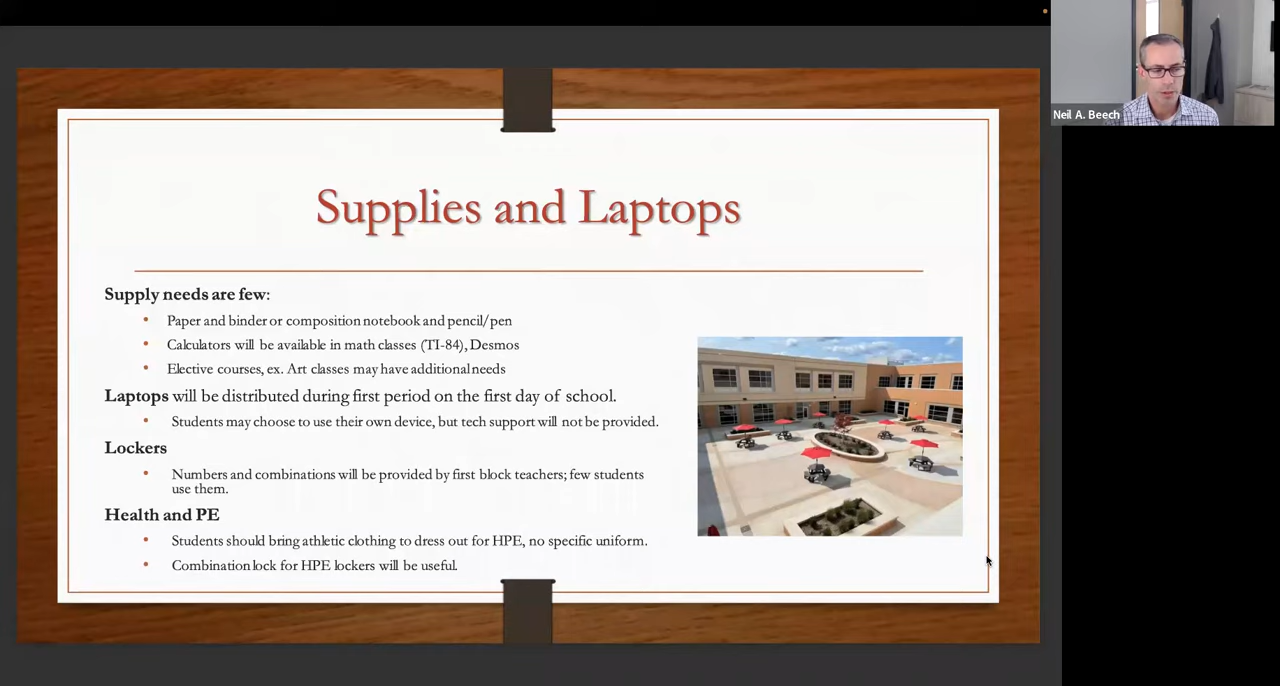 Neil A. Beech
Supplies and Laptops
Supply needs are few:
• Paper and binder or composition notebook and pencil/pen
• Calculators will be available in math classes (TI-84), Desmos
• Elective courses, ex. Art classes may have additional needs
Laptops will be distributed during first period on the first day of school.
• Students may choose to use their own device, but tech support will not be provided.
Lockers
• Numbers and combinations will be provided by first block teachers; few students
use them.
Health and PE
• Students should bring athletic clothing to dress out for HPE, no specific uniform.
• Combination lock for HPE lockers will be useful.